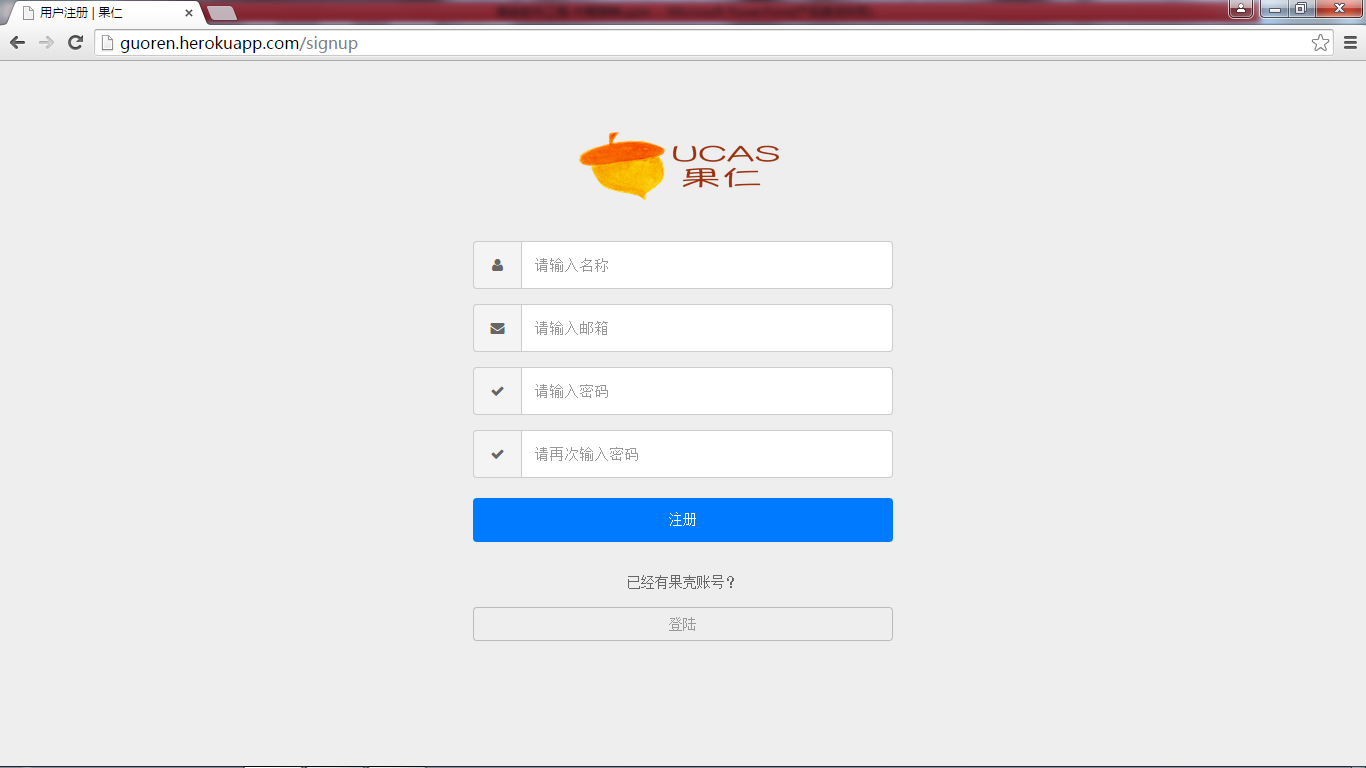 用户注册 | 果仁
guoren.herokuapp.com/signup
UCAS
果仁
请输入名称
请输入邮箱
请输入密码
请再次输入密码
注册
已经有果壳账号？
登陆